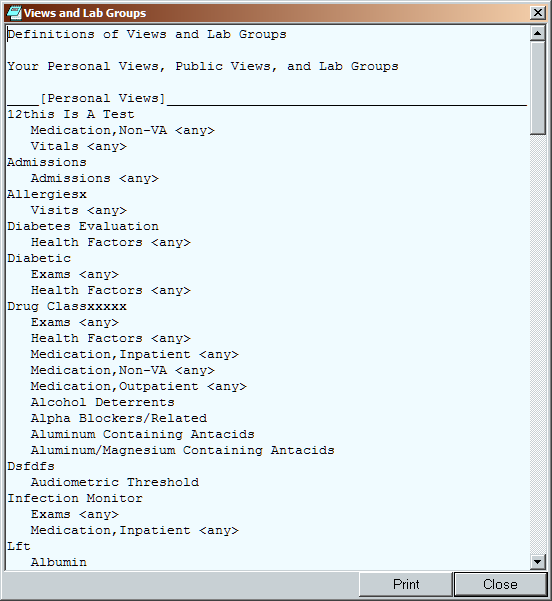 Views and Lab Groups
Definitions of Views and Lab Groups
Your Personal Views, Public Views, and Lab Groups
____[Personal Views]_____________________________________________
12this Is A Test
   Medication,Non-VA <any>
   Vitals <any>
Admissions
   Admissions <any>
Allergiesx
   Visits <any>
Diabetes Evaluation
   Health Factors <any>
Diabetic
   Exams <any>
   Health Factors <any>
Drug Classxxxxx
   Exams <any>
   Health Factors <any>
   Medication,Inpatient <any>
   Medication,Non-VA <any>
   Medication,Outpatient <any>
   Alcohol Deterrents
   Alpha Blockers/Related
   Aluminum Containing Antacids
   Aluminum/Magnesium Containing Antacids
Dsfdfs
   Audiometric Threshold
Infection Monitor
   Exams <any>
   Medication,Inpatient <any>
Lft
   Albumin
Print Close